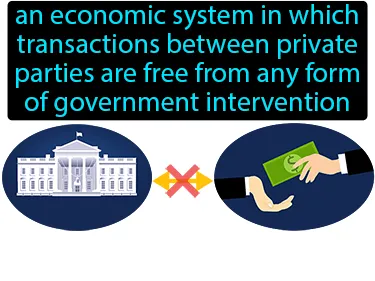 an economic system in which
transactions between private
parties are free from any form
of government intervention